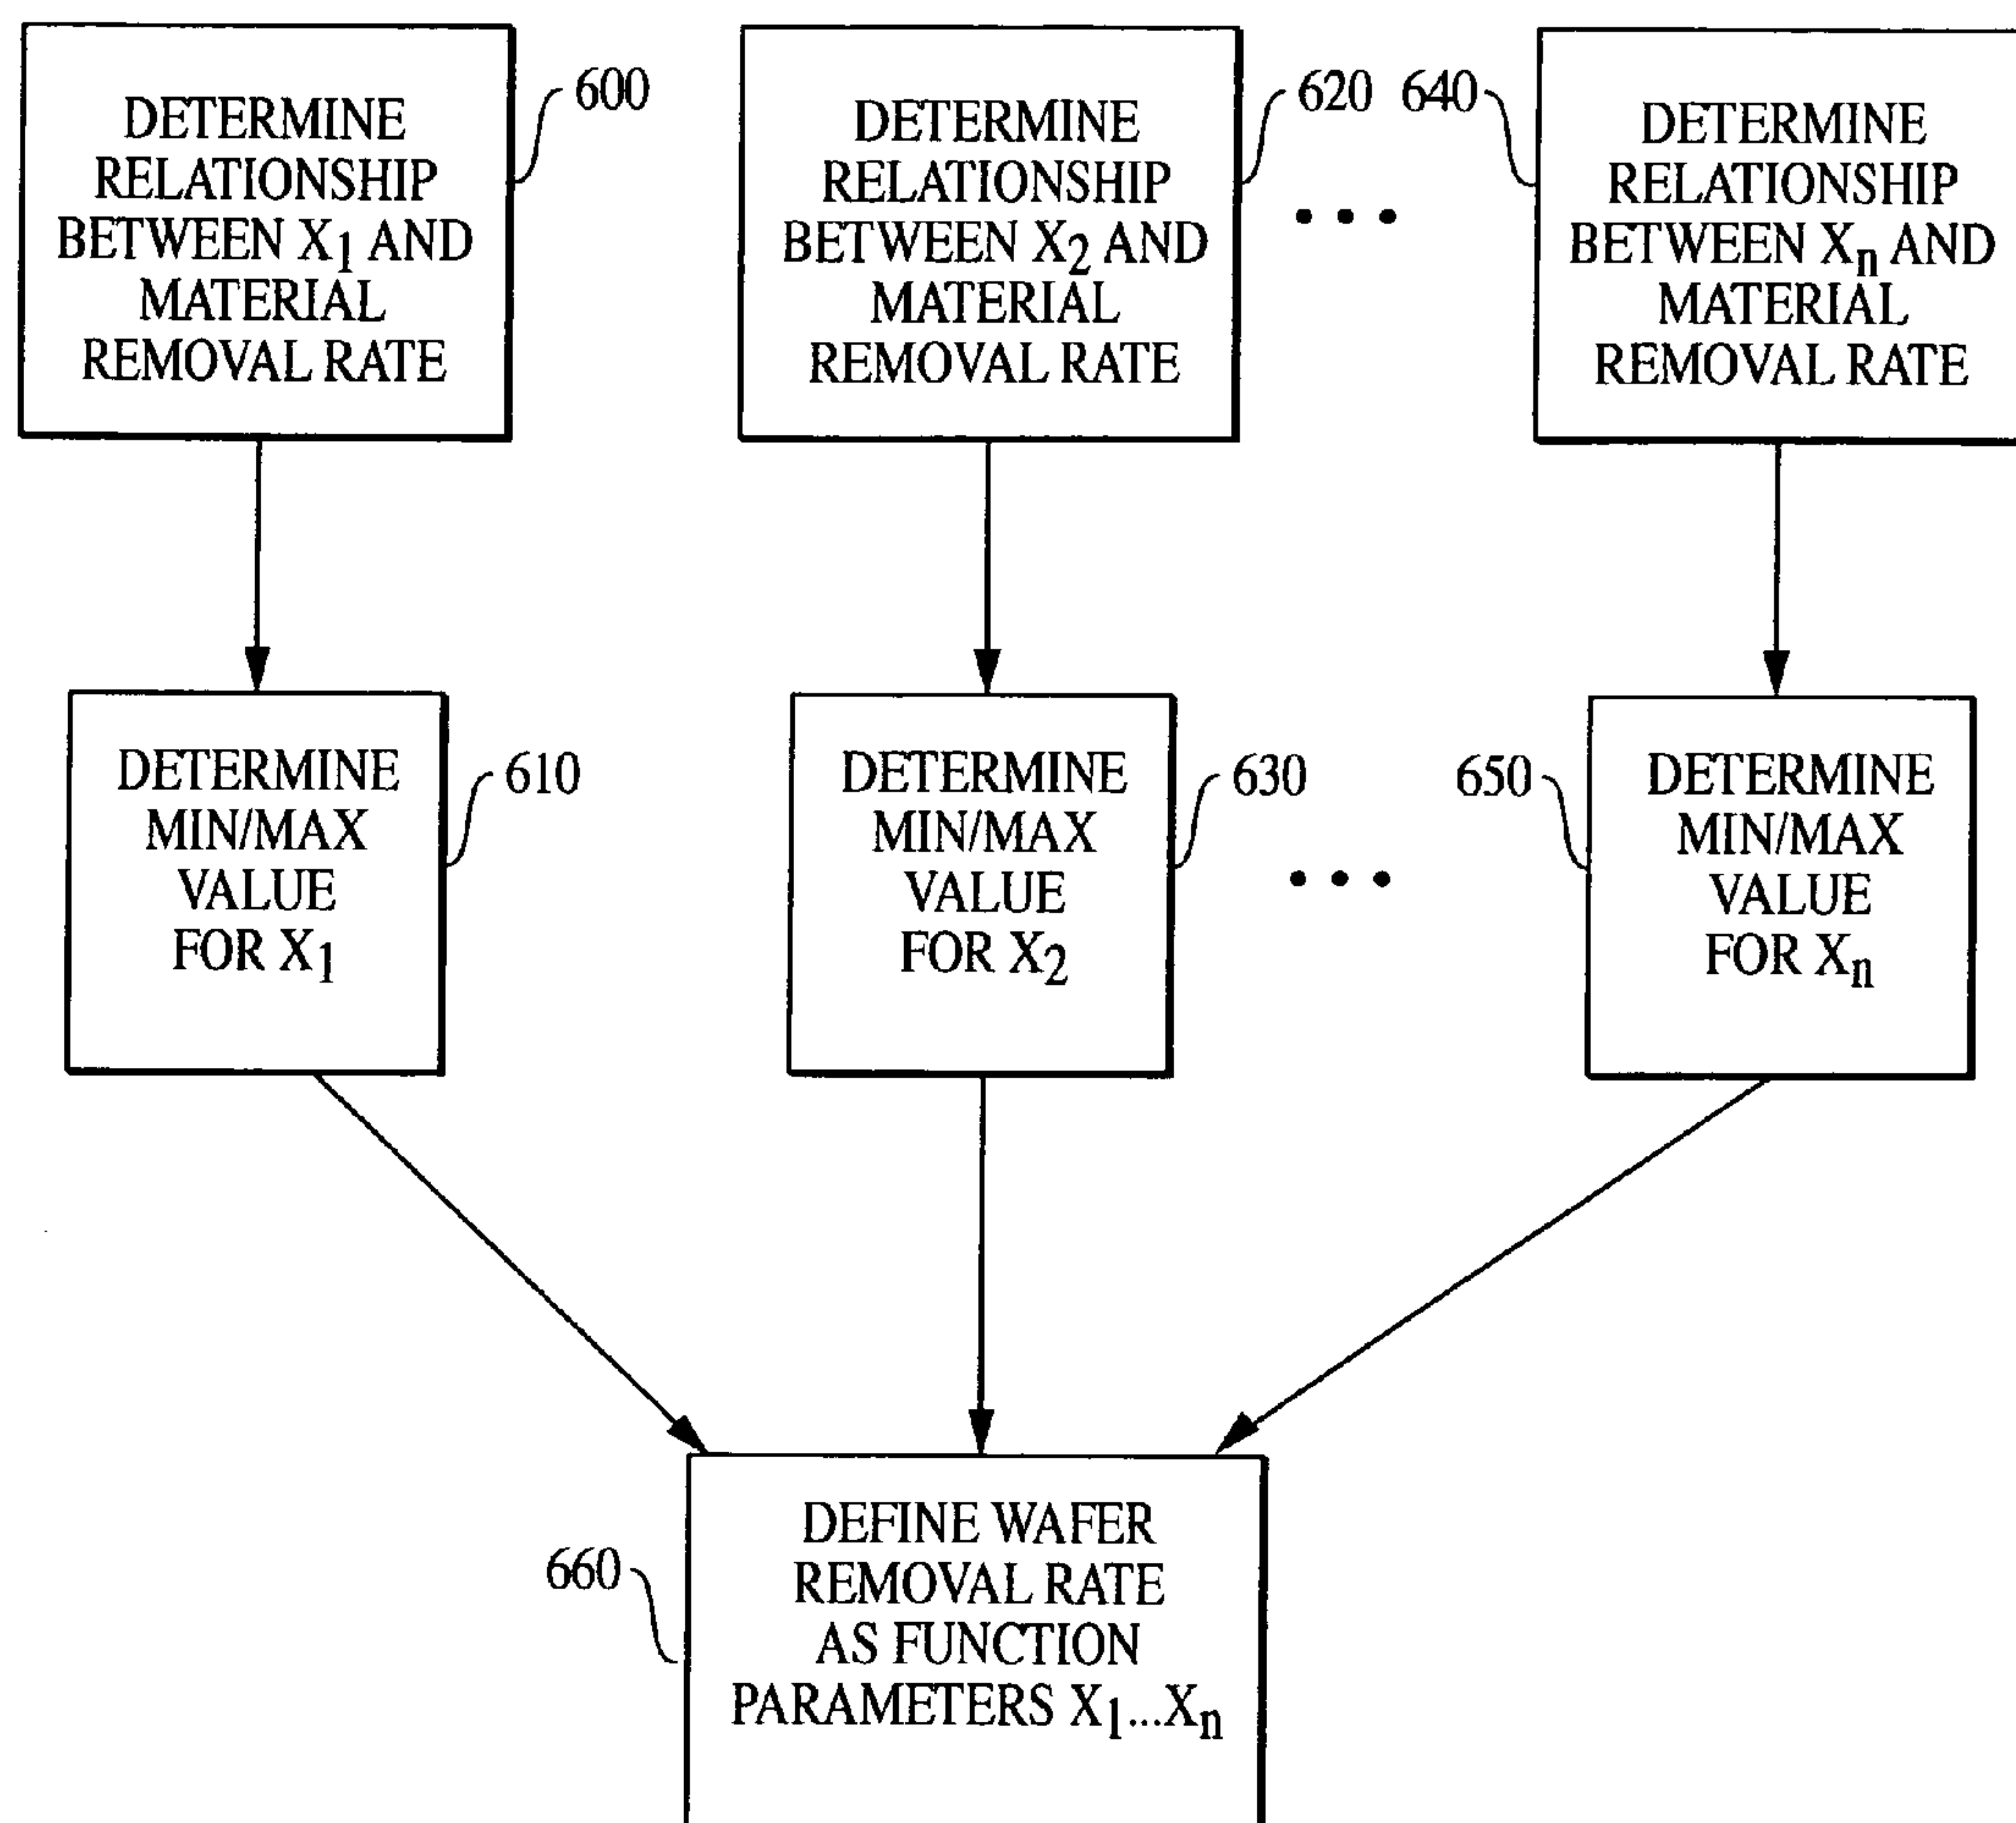 DETERMINE
RELATIONSHIP
BETWEEN X1 AND
MATERIAL
REMOVAL RATE
600
DETERMINE
RELATIONSHIP
BETWEEN X2 AND
MATERIAL
REMOVAL RATE
620
• • •
640
DETERMINE
RELATIONSHIP
BETWEEN Xn AND
MATERIAL
REMOVAL RATE
DETERMINE
MIN/MAX
VALUE
FOR X1
610
DETERMINE
MIN/MAX
VALUE
FOR X2
630
• • •
650
DETERMINE
MIN/MAX
VALUE
FOR Xn
660
DEFINE WAFER
REMOVAL RATE
AS FUNCTION
PARAMETERS X1...Xn